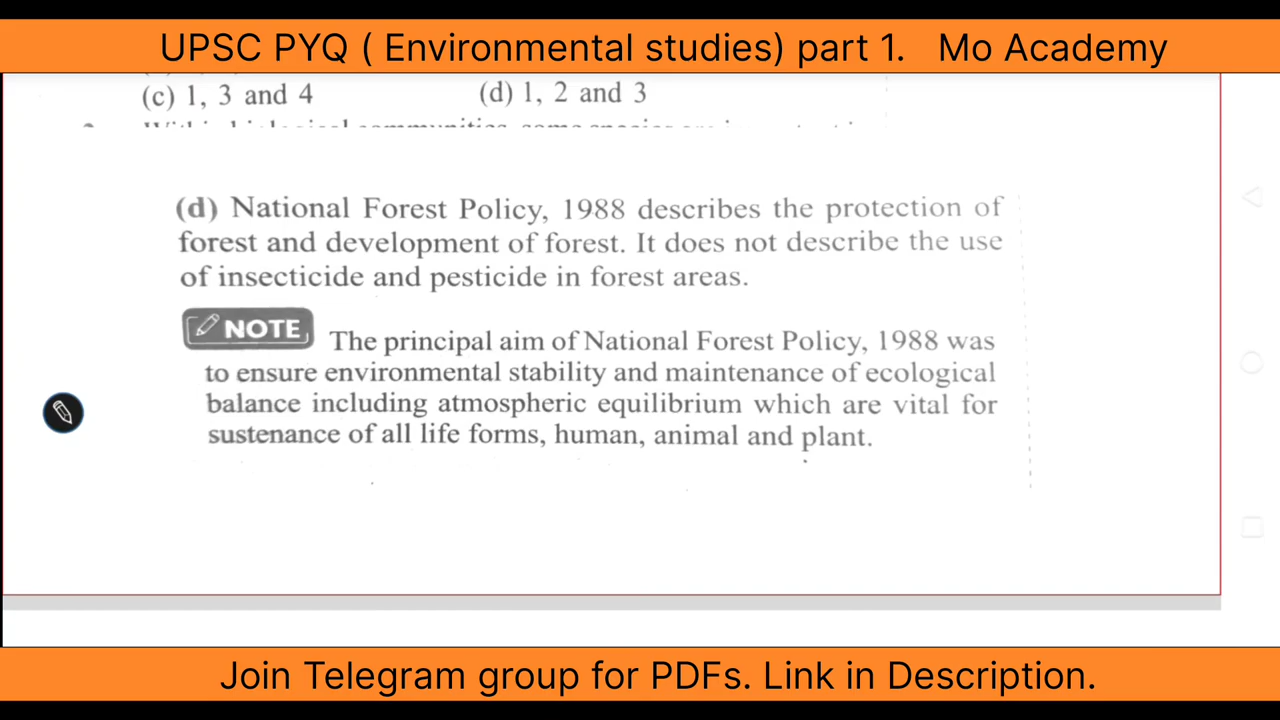 UPSC PYQ ( Environmental studies) part 1. Mo Academy
(c) 1, 3 and 4 (d) 1, 2 and 3
(d) National Forest Policy, 1988 describes the protection of
forest and development of forest. It does not describe the use
of insecticide and pesticide in forest areas.
NOTE The principal aim of National Forest Policy, 1988 was
to ensure environmental stability and maintenance of ecological
balance including atmospheric equilibrium which are vital for
sustenance of all life forms, human, animal and plant.
Join Telegram group for PDFs. Link in Description.